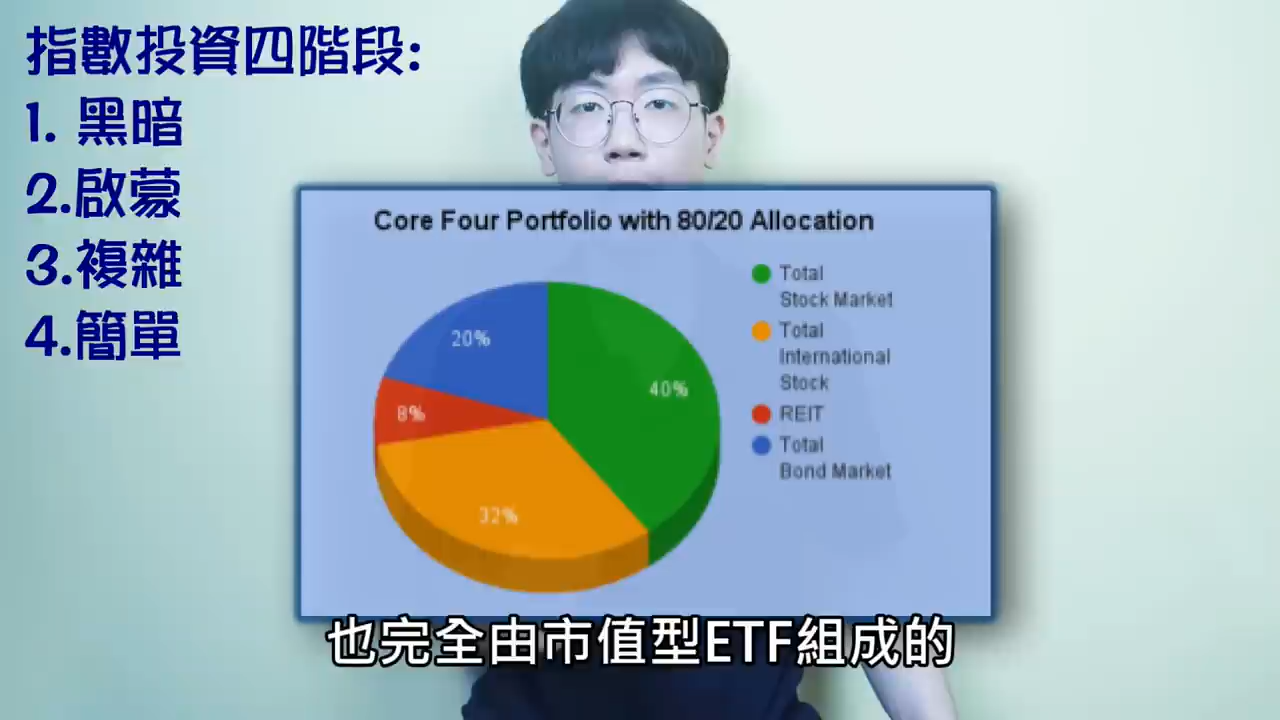 指數投資四階段:
1. 黑暗
2.啟蒙
3.複雜
4.簡單
Core Four Portfolio with 80/20 Allocation
20%
40%
8%
32%
Total
Stock Market
Total
International
Stock
REIT
Total
Bond Market
也完全由市值型ETF組成的